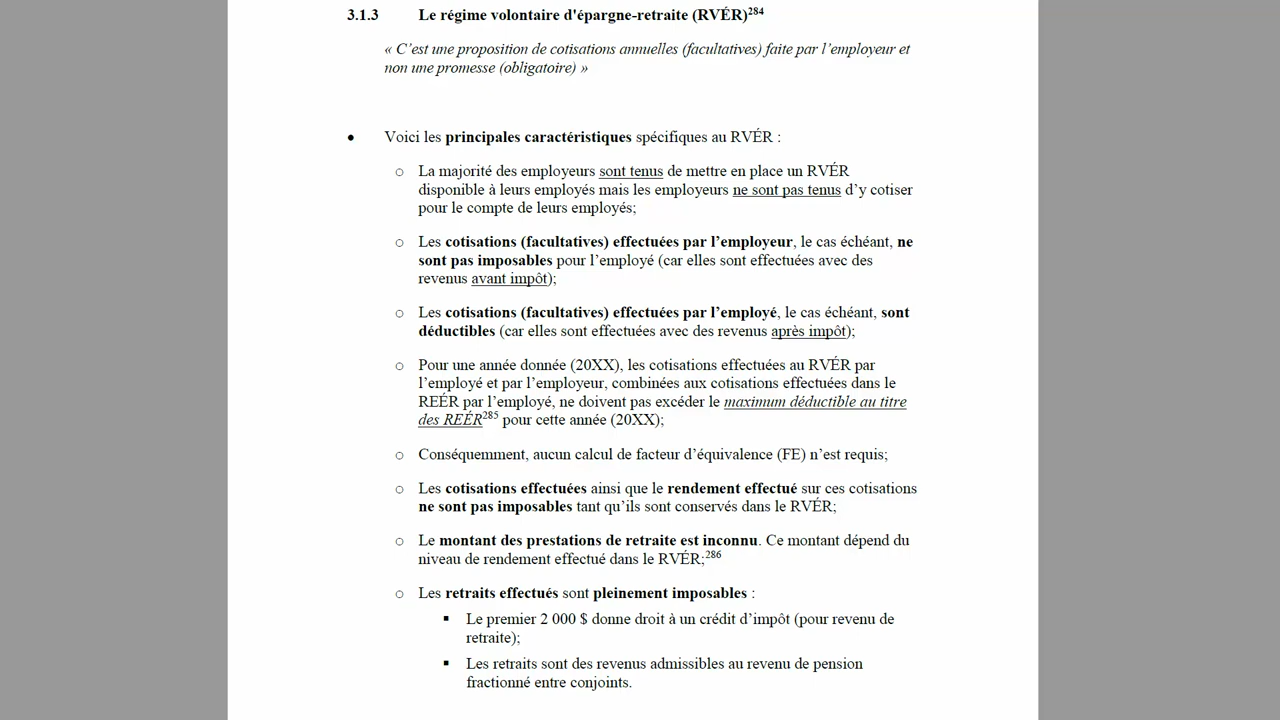 3.1.3 Le régime volontaire d'épargne-retraite (RVÉR)284
« C’est une proposition de cotisations annuelles (facultatives) faite par l’employeur et
non une promesse (obligatoire) »
• Voici les principales caractéristiques spécifiques au RVÉR :
○ La majorité des employeurs sont tenus de mettre en place un RVÉR
disponible à leurs employés mais les employeurs ne sont pas tenus d’y cotiser
pour le compte de leurs employés;
○ Les cotisations (facultatives) effectuées par l’employeur, le cas échéant, ne
sont pas imposables pour l’employé (car elles sont effectuées avec des
revenus avant impôt);
○ Les cotisations (facultatives) effectuées par l’employé, le cas échéant, sont
déductibles (car elles sont effectuées avec des revenus après impôt);
○ Pour une année donnée (20XX), les cotisations effectuées au RVÉR par
l’employé et par l’employeur, combinées aux cotisations effectuées dans le
REÉR par l’employé, ne doivent pas excéder le maximum déductible au titre
des REÉR285 pour cette année (20XX);
○ Conséquemment, aucun calcul de facteur d’équivalence (FE) n’est requis;
○ Les cotisations effectuées ainsi que le rendement effectué sur ces cotisations
ne sont pas imposables tant qu’ils sont conservés dans le RVÉR;
○ Le montant des prestations de retraite est inconnu. Ce montant dépend du
niveau de rendement effectué dans le RVÉR;286
○ Les retraits effectués sont pleinement imposables :
▪ Le premier 2 000 $ donne droit à un crédit d’impôt (pour revenu de
retraite);
▪ Les retraits sont des revenus admissibles au revenu de pension
fractionné entre conjoints.